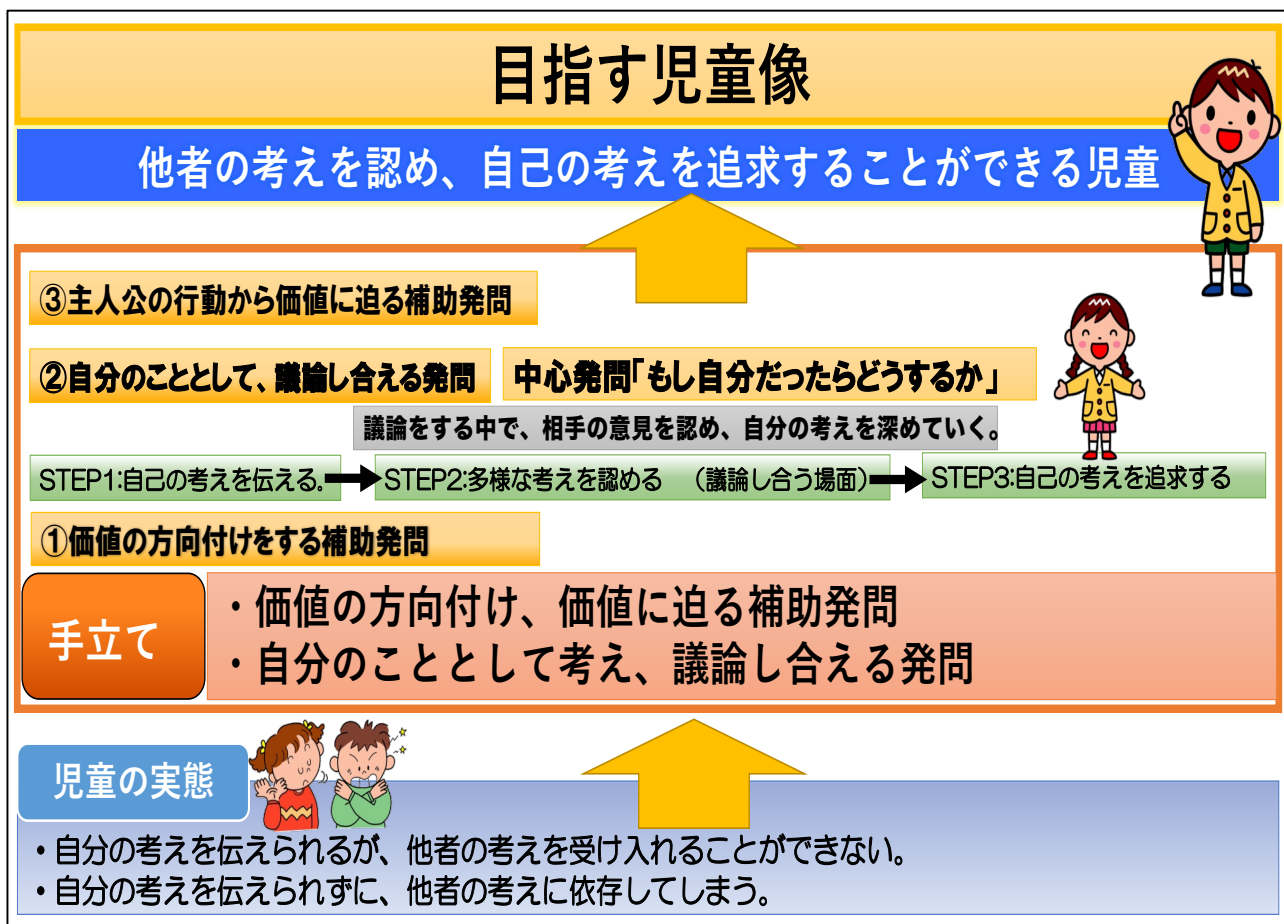 目指す児童像
他者の考えを認め、自己の考えを追求することができる児童
③主人公の行動から価値に迫る補助発問
②自分のこととして、議論し合える発問
中心発問「もし自分だったらどうするか」
議論をする中で、相手の意見を認め、自分の考えを深めていく。
STEP1:自己の考えを伝える。
STEP2:多様な考えを認める　（議論し合う場面）
STEP3:自己の考えを追求する
①価値の方向付けをする補助発問
手立て
・価値の方向付け、価値に迫る補助発問
・自分のこととして考え、議論し合える発問
児童の実態
・自分の考えを伝えられるが、他者の考えを受け入れることができない。
・自分の考えを伝えられずに、他者の考えに依存してしまう。